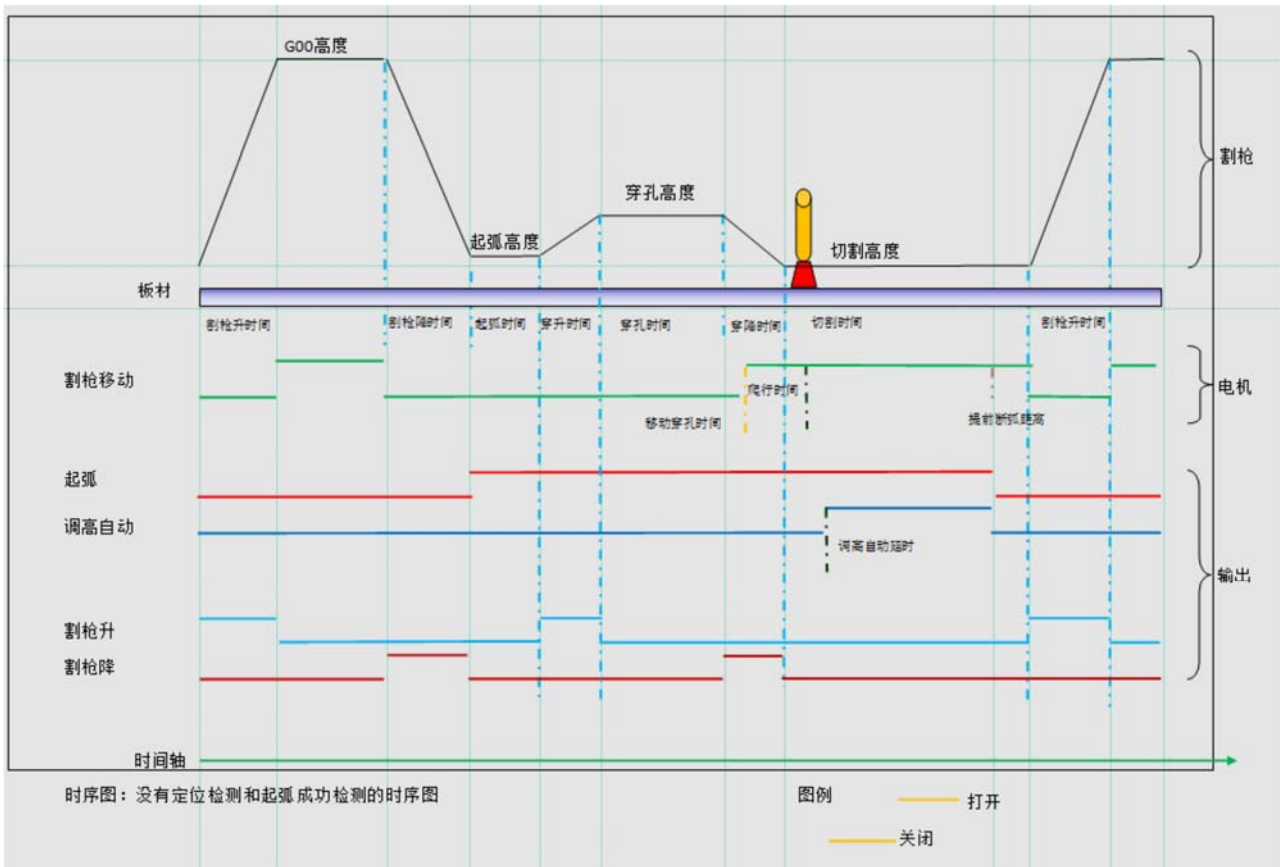 G00高度
割枪
穿孔高度
起弧高度
切割高度
板材
割枪升时间
割枪降时间
起弧时间
穿升时间
穿孔时间
穿降时间
切割时间
割枪升时间
割枪移动
爬行时间
电机
移动穿孔时间
提前断弧距离
起弧
调高自动
调高自动延时
输出
割枪升
割枪降
时间轴
时序图：没有定位检测和起弧成功检测的时序图
图例
打开
关闭